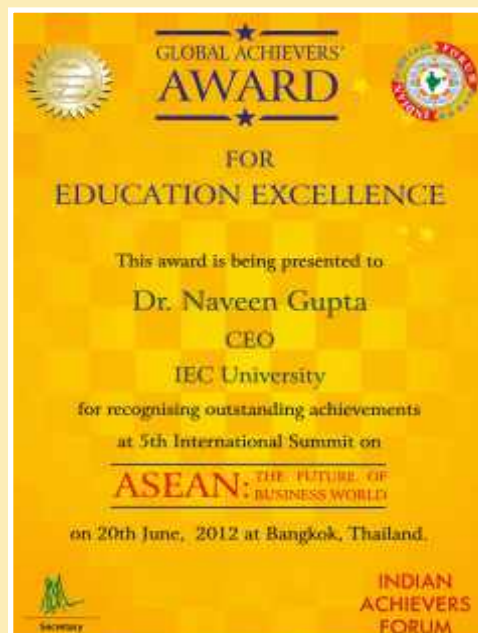 GLOBAL ACHIEVERS'
AWARD
FORUM
INDIAN
FOR
EDUCATION EXCELLENCE
This award is being presented to
Dr. Naveen Gupta
CEO
IEC University
for recognising outstanding achievements
at 5th International Summit on
ASEAN: THE FUTURE OF
BUSINESS WORLD
on 20th June, 2012 at Bangkok, Thailand.
Secretary
INDIAN
ACHIEVERS
FORUM